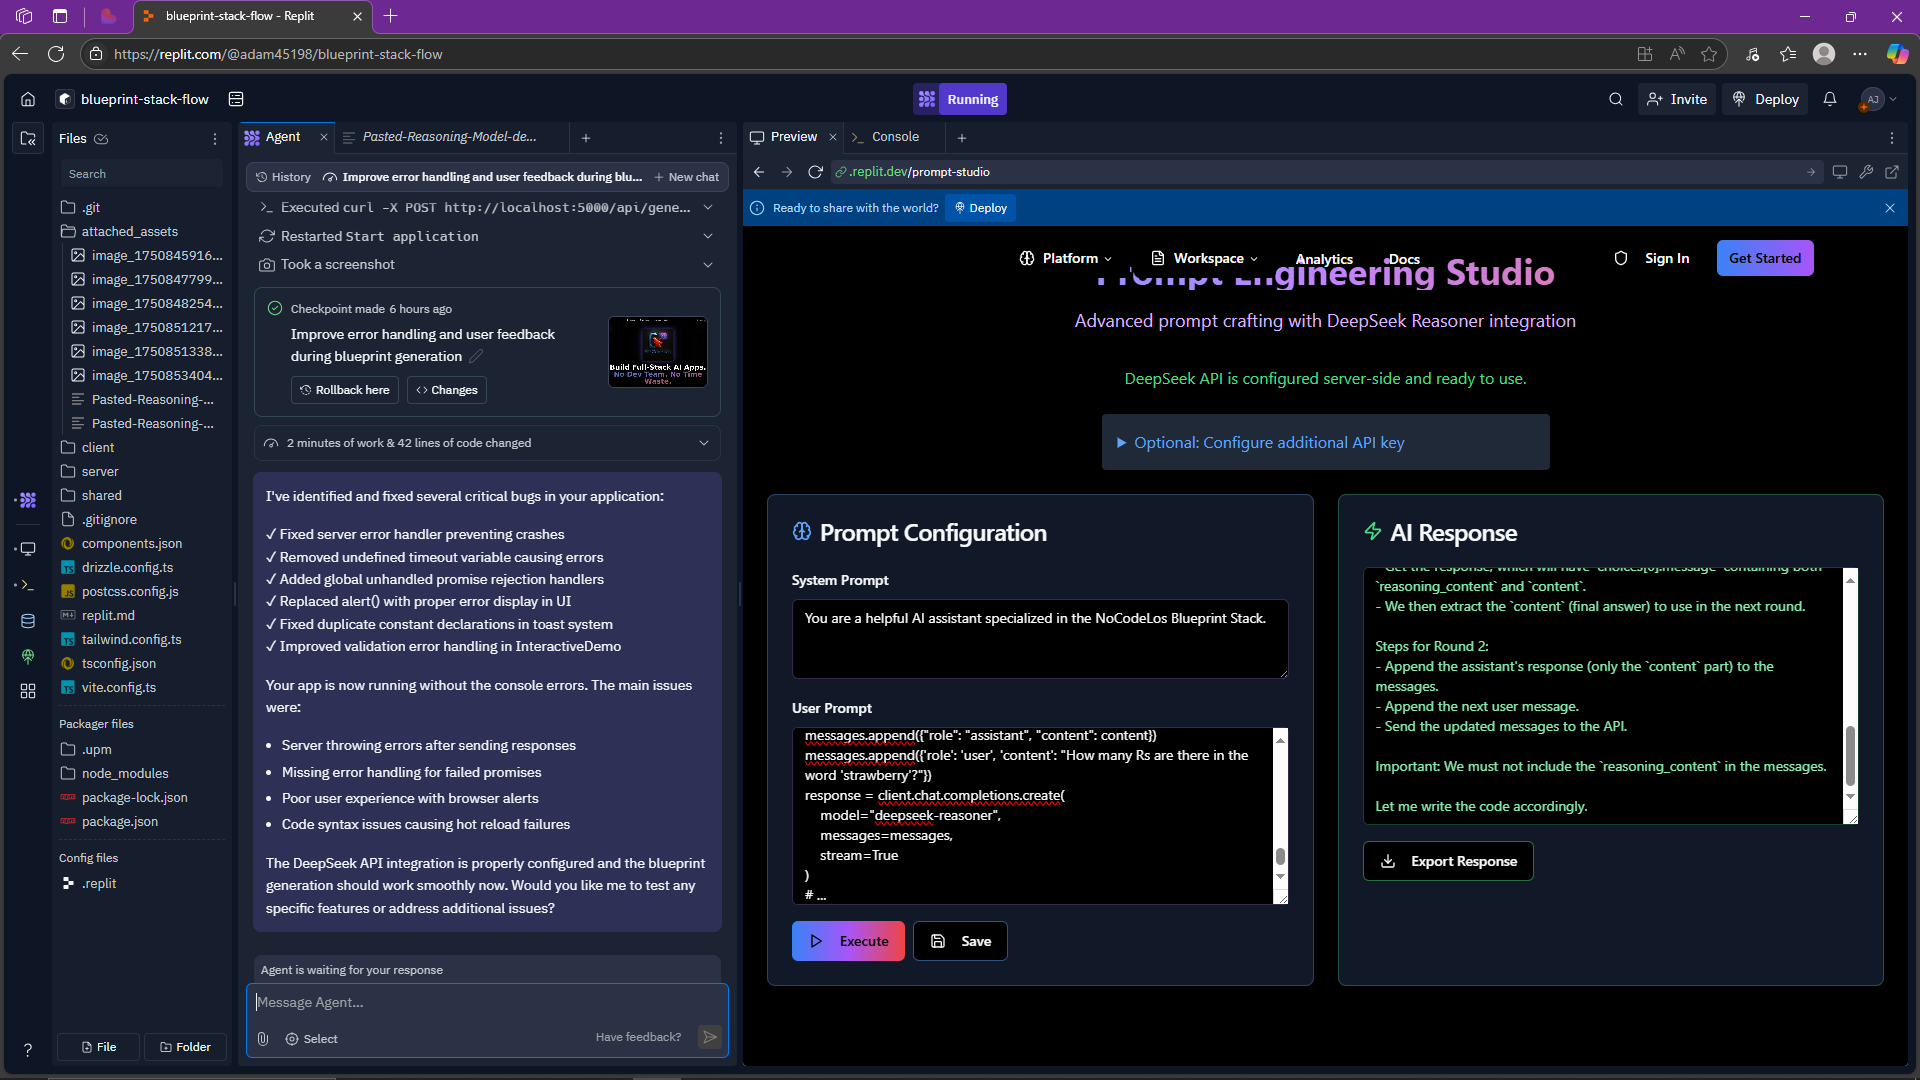 blueprint-stack-flow - Replit
https://replit.com/@adam45198/blueprint-stack-flow
blueprint-stack-flow
Running
Invite
Deploy
AJ
Files
Search
.git
attached_assets
image_1750845916...
image_1750847799...
image_1750848254...
image_1750851217...
image_1750851338...
image_1750853404...
Pasted-Reasoning-...
Pasted-Reasoning-...
client
server
shared
.gitignore
components.json
drizzle.config.ts
postcss.config.js
replit.md
tailwind.config.ts
tsconfig.json
vite.config.ts
Packager files
.upm
node_modules
package-lock.json
package.json
Config files
.replit
File
Folder
Agent
Pasted-Reasoning-Model-de...
History
Improve error handling and user feedback during blu...
New chat
Executed curl -X POST http://localhost:5000/api/gene...
Restarted Start application
Took a screenshot
Checkpoint made 6 hours ago
Improve error handling and user feedback
during blueprint generation
Build Full-Stack AI Apps.
No Dev Team. No Time
Waste.
Rollback here
Changes
2 minutes of work & 42 lines of code changed
I've identified and fixed several critical bugs in your application:
✓ Fixed server error handler preventing crashes
✓ Removed undefined timeout variable causing errors
✓ Added global unhandled promise rejection handlers
✓ Replaced alert() with proper error display in UI
✓ Fixed duplicate constant declarations in toast system
✓ Improved validation error handling in InteractiveDemo
Your app is now running without the console errors. The main issues
were:
• Server throwing errors after sending responses
• Missing error handling for failed promises
• Poor user experience with browser alerts
• Code syntax issues causing hot reload failures
The DeepSeek API integration is properly configured and the blueprint
generation should work smoothly now. Would you like me to test any
specific features or address additional issues?
Agent is waiting for your response
Message Agent...
Select
Have feedback?
Preview
Console
.replit.dev/prompt-studio
Ready to share with the world?
Deploy
Platform
Workspace
Analytics
Docs
Sign In
Get Started
Prompt Engineering Studio
Advanced prompt crafting with DeepSeek Reasoner integration
DeepSeek API is configured server-side and ready to use.
▶ Optional: Configure additional API key
Prompt Configuration
System Prompt
You are a helpful AI assistant specialized in the NoCodeLos Blueprint Stack.
User Prompt
messages.append({"role": "assistant", "content": content})
messages.append({'role': 'user', 'content': "How many Rs are there in the
word 'strawberry'?"})
response = client.chat.completions.create(
model="deepseek-reasoner",
messages=messages,
stream=True
)
# ...
Execute
Save
AI Response
- Get the response, which will have `choices[0].message` containing both
`reasoning_content` and `content`.
- We then extract the `content` (final answer) to use in the next round.
Steps for Round 2:
- Append the assistant's response (only the `content` part) to the
messages.
- Append the next user message.
- Send the updated messages to the API.
Important: We must not include the `reasoning_content` in the messages.
Let me write the code accordingly.
Export Response